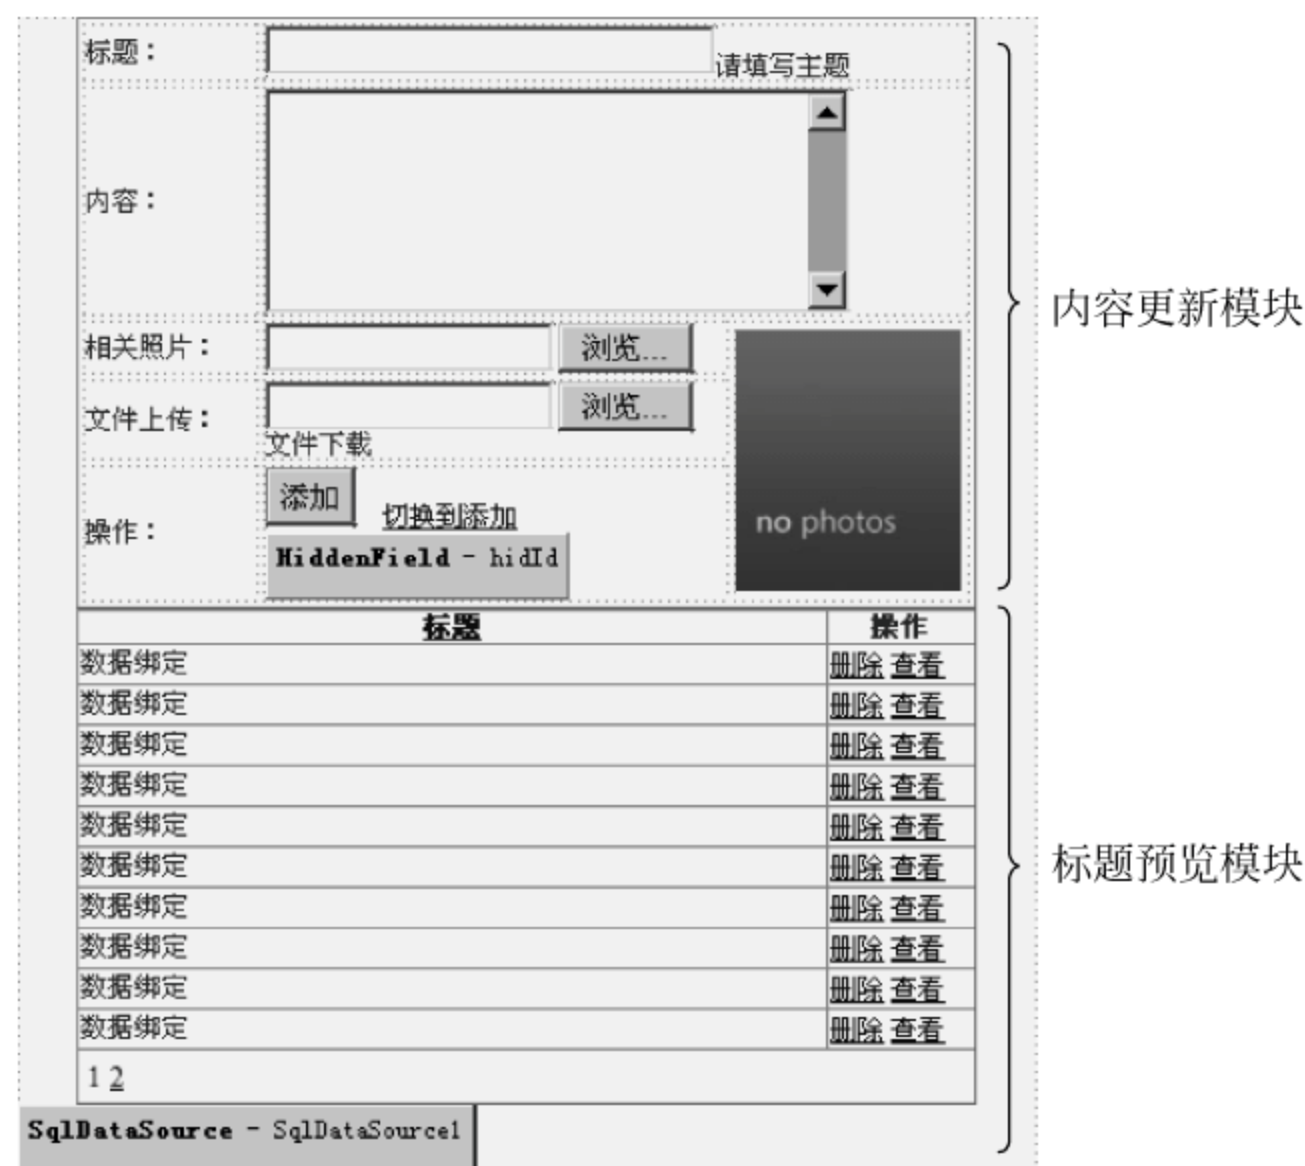 标题：
请填写主题
内容：
内容更新模块
相关照片：
浏览...
文件上传：
浏览...
文件下载
no photos
操作：
添加
切换到添加
HiddenField - hidId
标题 操作
数据绑定 删除 查看
数据绑定 删除 查看
数据绑定 删除 查看
数据绑定 删除 查看
数据绑定 删除 查看
数据绑定 删除 查看
数据绑定 删除 查看
数据绑定 删除 查看
数据绑定 删除 查看
数据绑定 删除 查看
标题预览模块
1 2
SqlDataSource - SqlDataSource1